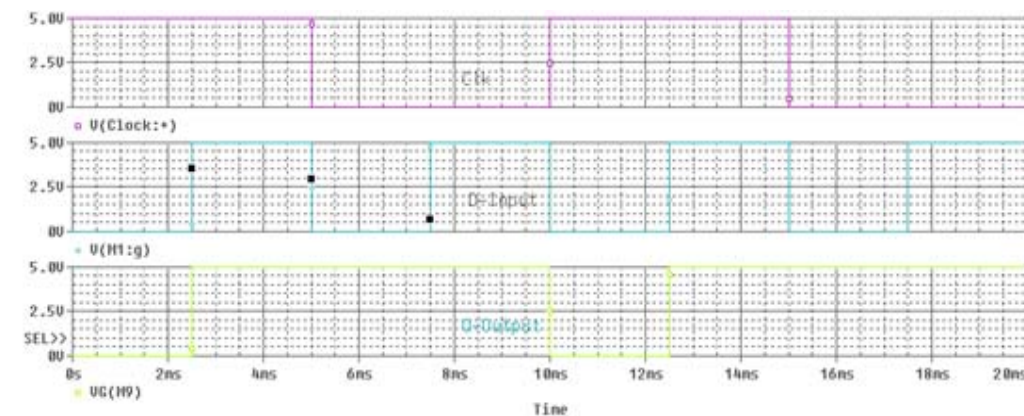 5.0V
2.5V
Clk
0V
V(Clock:+)
5.0V
2.5V
D-Input
0V
V(M1:g)
5.0V
2.5V
Q-Output
SEL>>
0V
0s 2ms 4ms 6ms 8ms 10ms 12ms 14ms 16ms 18ms 20ms
VG(M9)
Time